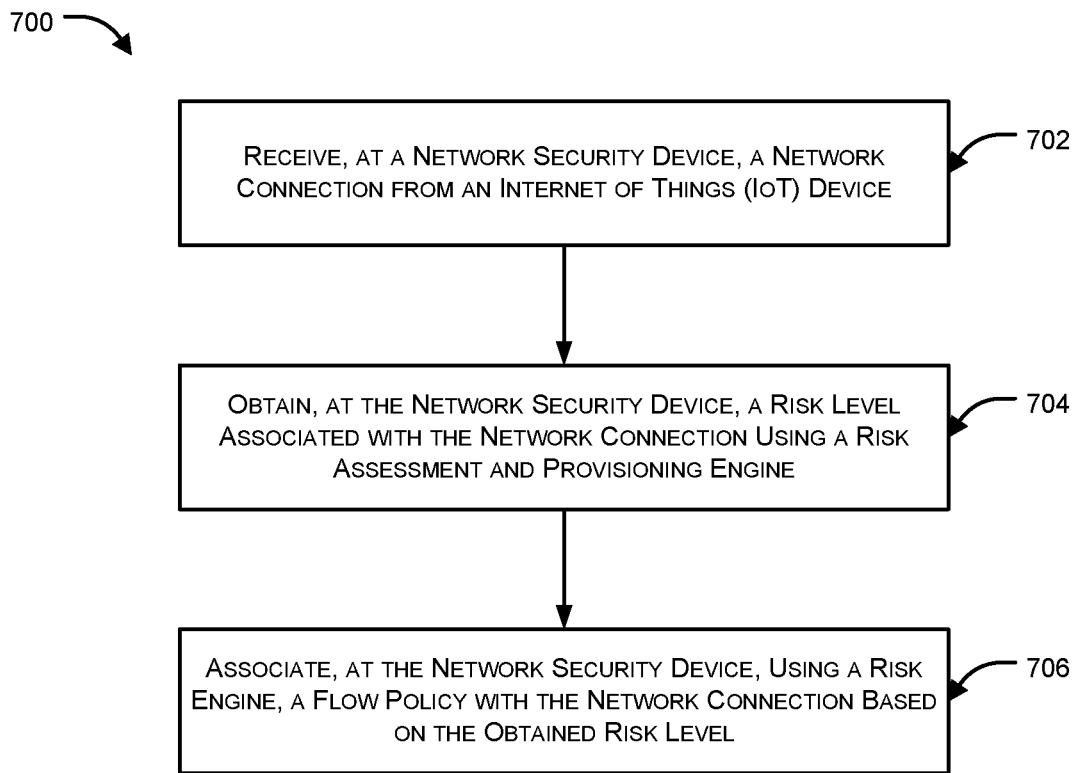 700
RECEIVE, AT A NETWORK SECURITY DEVICE, A NETWORK
CONNECTION FROM AN INTERNET OF THINGS (IOT) DEVICE
702
OBTAIN, AT THE NETWORK SECURITY DEVICE, A RISK LEVEL
ASSOCIATED WITH THE NETWORK CONNECTION USING A RISK
ASSESSMENT AND PROVISIONING ENGINE
704
ASSOCIATE, AT THE NETWORK SECURITY DEVICE, USING A RISK
ENGINE, A FLOW POLICY WITH THE NETWORK CONNECTION BASED
ON THE OBTAINED RISK LEVEL
706